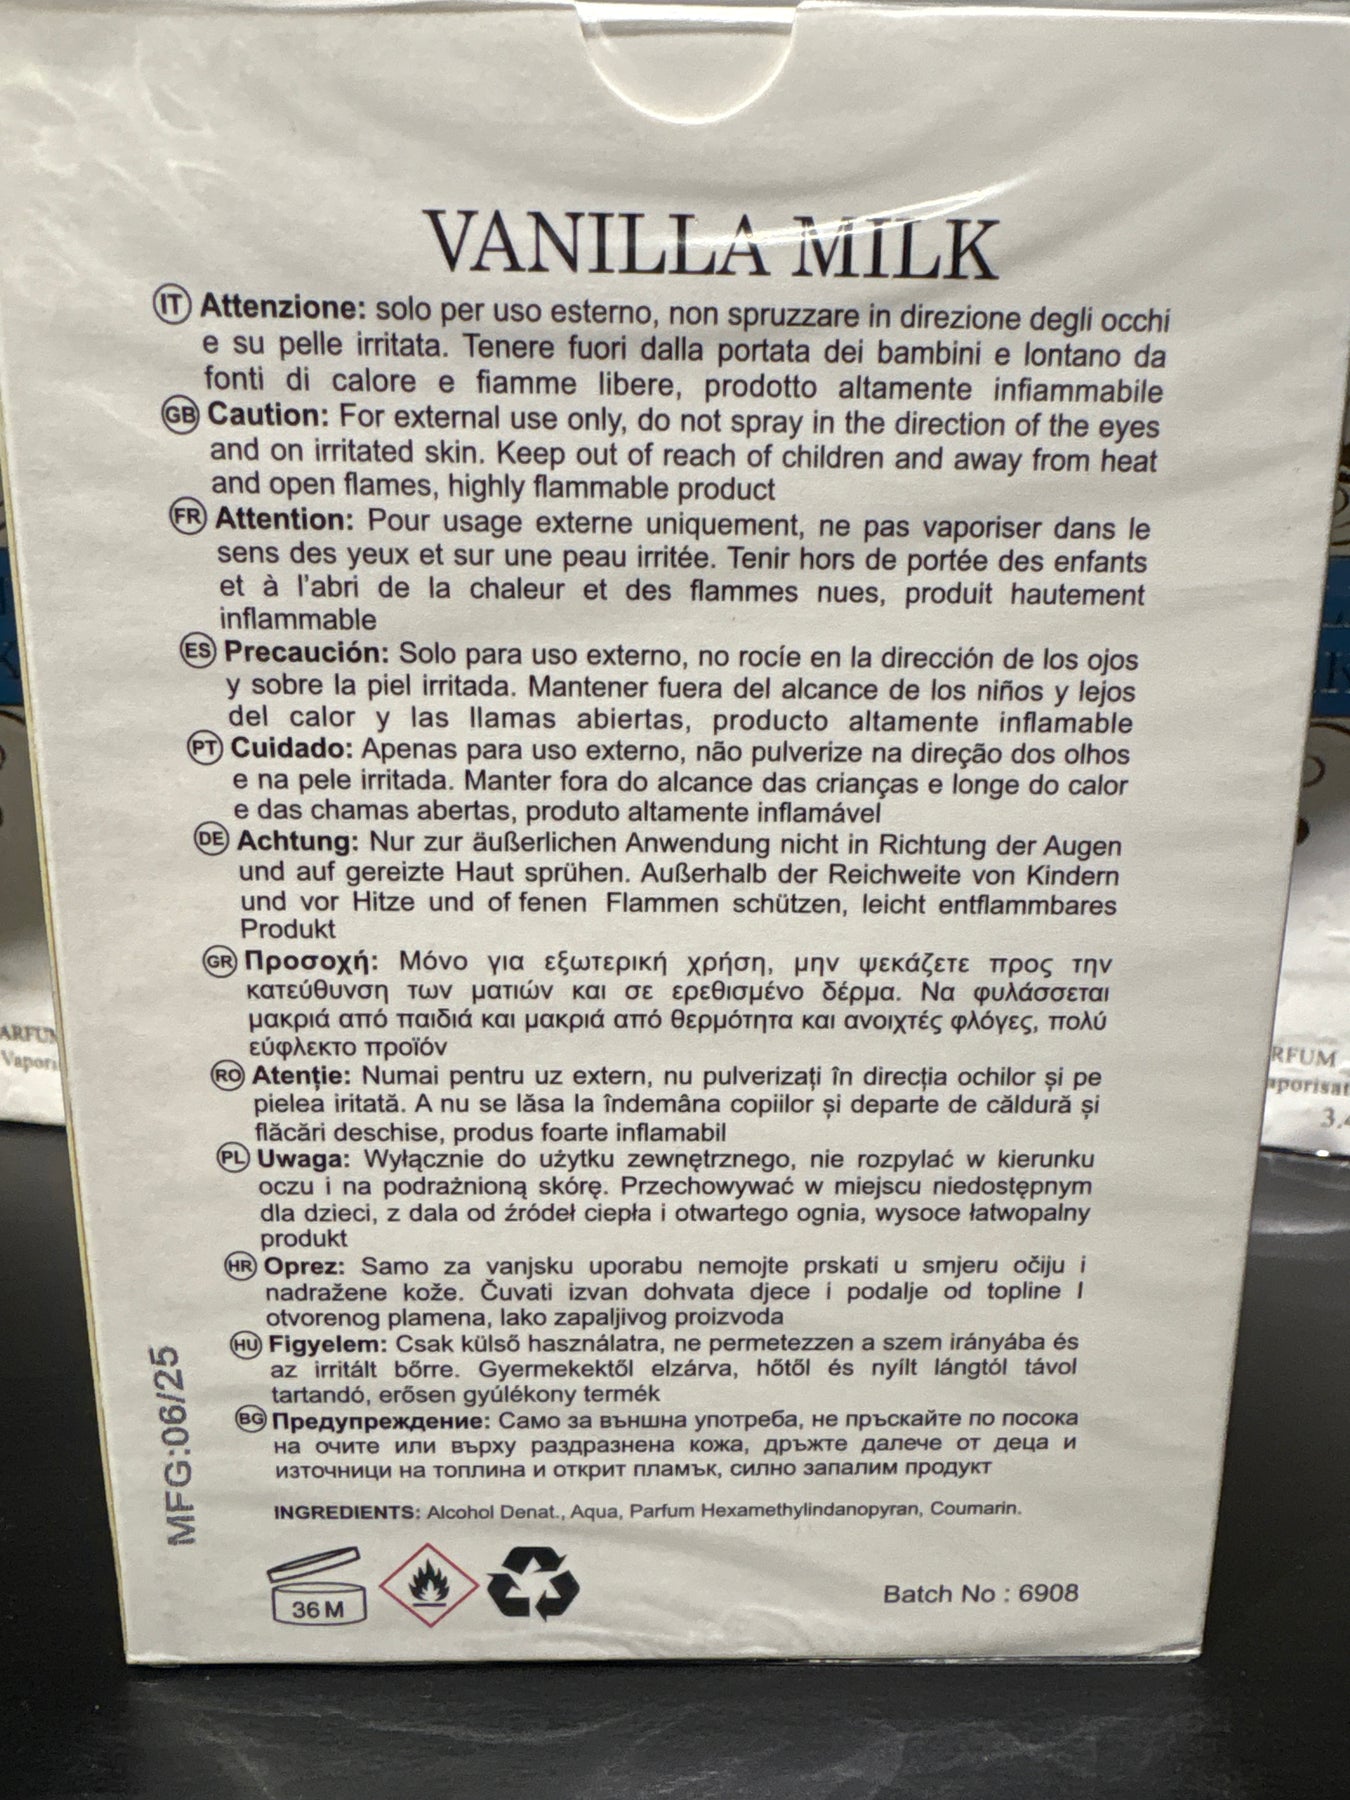 VANILLA MILK
IT Attenzione: solo per uso esterno, non spruzzare in direzione degli occhi
e su pelle irritata. Tenere fuori dalla portata dei bambini e lontano da
fonti di calore e fiamme libere, prodotto altamente infiammabile
GB Caution: For external use only, do not spray in the direction of the eyes
and on irritated skin. Keep out of reach of children and away from heat
and open flames, highly flammable product
FR Attention: Pour usage externe uniquement, ne pas vaporiser dans le
sens des yeux et sur une peau irritée. Tenir hors de portée des enfants
et à l'abri de la chaleur et des flammes nues, produit hautement
inflammable
ES Precaución: Solo para uso externo, no rocíe en la dirección de los ojos
y sobre la piel irritada. Mantener fuera del alcance de los niños y lejos
del calor y las llamas abiertas, producto altamente inflamable
PT Cuidado: Apenas para uso externo, não pulverize na direção dos olhos
e na pele irritada. Manter fora do alcance das crianças e longe do calor
e das chamas abertas, produto altamente inflamável
DE Achtung: Nur zur äußerlichen Anwendung nicht in Richtung der Augen
und auf gereizte Haut sprühen. Außerhalb der Reichweite von Kindern
und vor Hitze und of fenen Flammen schützen, leicht entflammbares
Produkt
GR Προσοχή: Μόνο για εξωτερική χρήση, μην ψεκάζετε προς την
κατεύθυνση των ματιών και σε ερεθισμένο δέρμα. Να φυλάσσεται
μακριά από παιδιά και μακριά από θερμότητα και ανοιχτές φλόγες, πολύ
εύφλεκτο προϊόν
RO Atenție: Numai pentru uz extern, nu pulverizați în direcția ochilor și pe
pielea iritată. A nu se lăsa la îndemâna copiilor și departe de căldură și
flăcări deschise, produs foarte inflamabil
PL Uwaga: Wyłącznie do użytku zewnętrznego, nie rozpylać w kierunku
oczu i na podrażnioną skórę. Przechowywać w miejscu niedostępnym
dla dzieci, z dala od źródeł ciepła i otwartego ognia, wysoce łatwopalny
produkt
HR Oprez: Samo za vanjsku uporabu nemojte prskati u smjeru očiju i
nadražene kože. Čuvati izvan dohvata djece i podalje od topline I
otvorenog plamena, lako zapaljivog proizvoda
HU Figyelem: Csak külső használatra, ne permetezzen a szem irányába és
az irritált bőrre. Gyermekektől elzárva, hőtől és nyílt lángtól távol
tartandó, erősen gyúlékony termék
BG Предупреждение: Само за външна употреба, не пръскайте по посока
на очите или върху раздразнена кожа, дръжте далече от деца и
източници на топлина и открит пламък, силно запалим продукт
INGREDIENTS: Alcohol Denat., Aqua, Parfum Hexamethylindanopyran, Coumarin.
36 M
Batch No : 6908
MFG:06/25